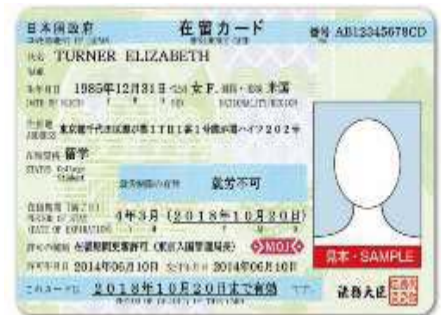 日本国政府 在留カード 番号 AB12345678CD
氏名 TURNER ELIZABETH
生年月日 1985年12月31日 性別 女 F. 国籍・地域 米国
住居地 東京都千代田区霞が関1丁目1番1号霞が関ハイツ202号
ADDRESS
在留資格 留学
STATUS College
Student
就労制限の有無 就労不可
在留期間(満了日) 4年3月(2018年10月20日)
許可の種類 在留期間更新許可(東京入国管理局長) MOJ
許可年月日 2014年06月10日 交付年月日 2014年06月10日
見本・SAMPLE
このカードは 2018年10月20日まで有効 です。
法務大臣